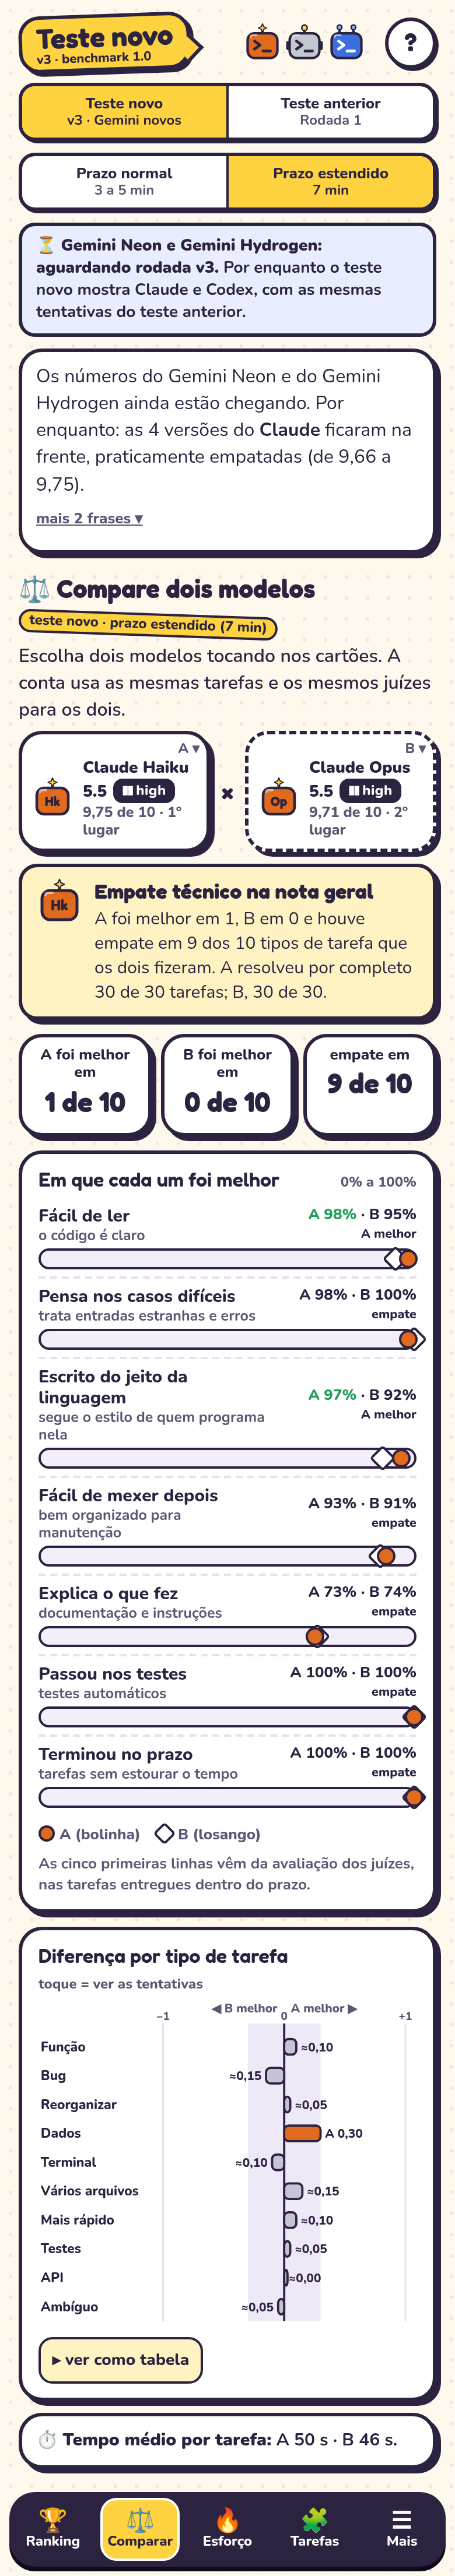 Teste novo
v3 · benchmark 1.0
?
Teste novo
v3 · Gemini novos
Teste anterior
Rodada 1
Prazo normal
3 a 5 min
Prazo estendido
7 min
⏳ Gemini Neon e Gemini Hydrogen:
aguardando rodada v3. Por enquanto o teste
novo mostra Claude e Codex, com as mesmas
tentativas do teste anterior.
Os números do Gemini Neon e do Gemini
Hydrogen ainda estão chegando. Por
enquanto: as 4 versões do Claude ficaram na
frente, praticamente empatadas (de 9,66 a
9,75).
mais 2 frases ▾
⚖️ Compare dois modelos
teste novo · prazo estendido (7 min)
Escolha dois modelos tocando nos cartões. A
conta usa as mesmas tarefas e os mesmos juízes
para os dois.
A ▾
Hk
Claude Haiku
5.5 high
9,75 de 10 · 1º
lugar
×
B ▾
Op
Claude Opus
5.5 high
9,71 de 10 · 2º
lugar
Hk
Empate técnico na nota geral
A foi melhor em 1, B em 0 e houve
empate em 9 dos 10 tipos de tarefa que
os dois fizeram. A resolveu por completo
30 de 30 tarefas; B, 30 de 30.
A foi melhor
em
1 de 10
B foi melhor
em
0 de 10
empate em
9 de 10
Em que cada um foi melhor 0% a 100%
Fácil de ler
o código é claro
A 98% · B 95%
A melhor
Pensa nos casos difíceis
trata entradas estranhas e erros
A 98% · B 100%
empate
Escrito do jeito da
linguagem
segue o estilo de quem programa
nela
A 97% · B 92%
A melhor
Fácil de mexer depois
bem organizado para
manutenção
A 93% · B 91%
empate
Explica o que fez
documentação e instruções
A 73% · B 74%
empate
Passou nos testes
testes automáticos
A 100% · B 100%
empate
Terminou no prazo
tarefas sem estourar o tempo
A 100% · B 100%
empate
A (bolinha) B (losango)
As cinco primeiras linhas vêm da avaliação dos juízes,
nas tarefas entregues dentro do prazo.
Diferença por tipo de tarefa
toque = ver as tentativas
◀ B melhor A melhor ▶
−1 0 +1
Função ≈0,10
Bug ≈0,15
Reorganizar ≈0,05
Dados A 0,30
Terminal ≈0,10
Vários arquivos ≈0,15
Mais rápido ≈0,10
Testes ≈0,05
API ≈0,00
Ambíguo ≈0,05
▸ ver como tabela
⏱️ Tempo médio por tarefa: A 50 s · B 46 s.
Ranking
Comparar
Esforço
Tarefas
Mais